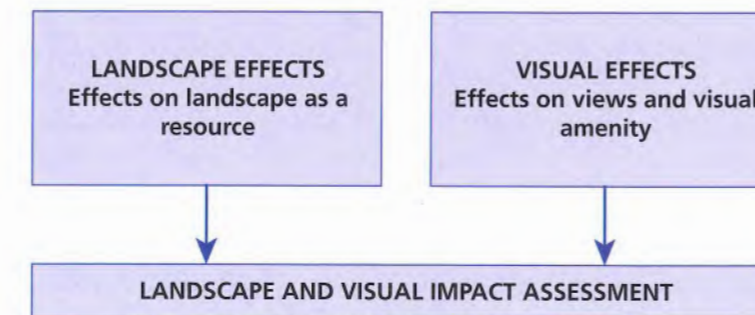 LANDSCAPE EFFECTS
Effects on landscape as a
resource
VISUAL EFFECTS
Effects on views and visual
amenity
LANDSCAPE AND VISUAL IMPACT ASSESSMENT